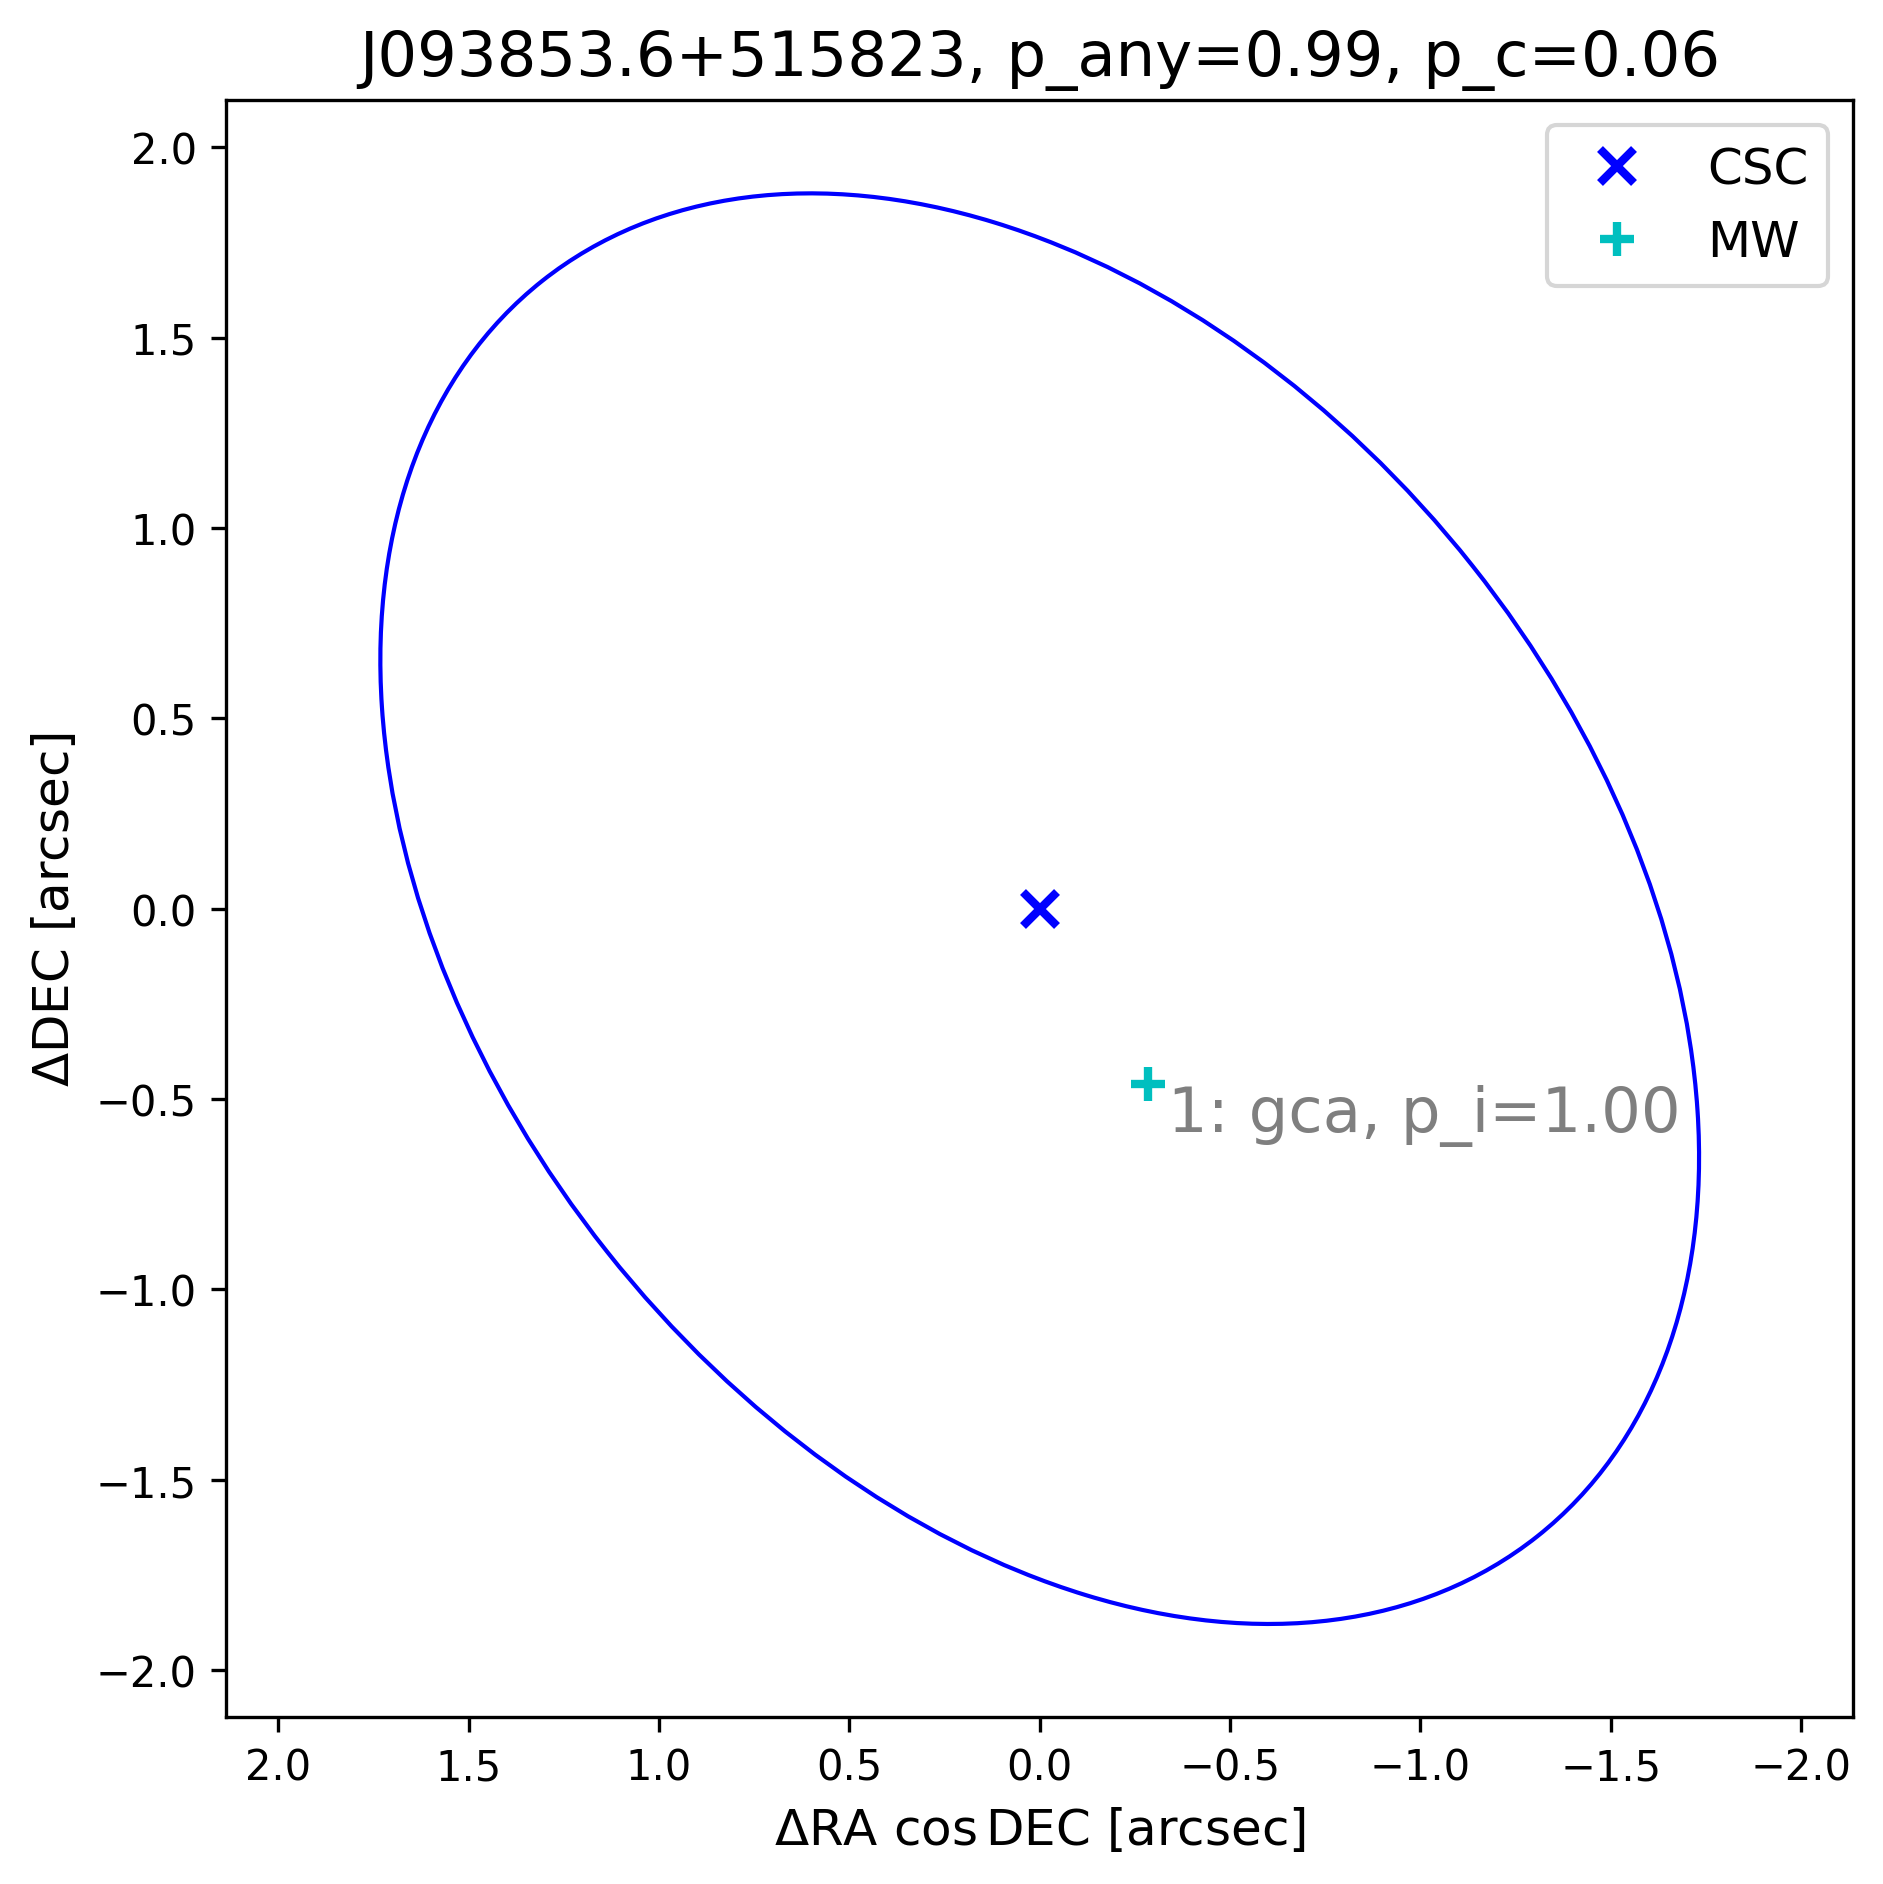 J093853.6+515823, p_any=0.99, p_c=0.06
CSC
MW
2.0
1.5
1.0
0.5
0.0
−0.5
−1.0
−1.5
−2.0
ΔDEC [arcsec]
1: gca, p_i=1.00
2.0 1.5 1.0 0.5 0.0 −0.5 −1.0 −1.5 −2.0
ΔRA cos DEC [arcsec]